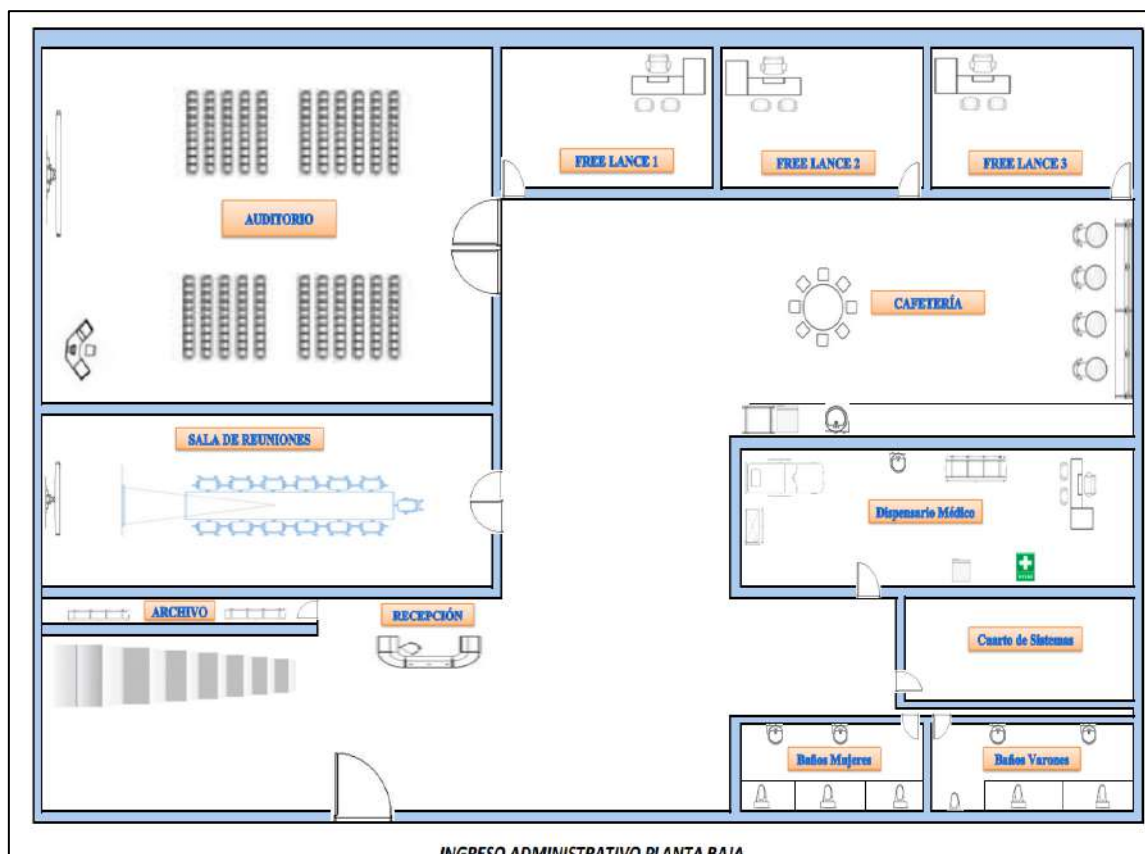 FREE LANCE 1
FREE LANCE 2
FREE LANCE 3
AUDITORIO
CAFETERÍA
SALA DE REUNIONES
Dispensario Médico
ARCHIVO
RECEPCIÓN
Cuarto de Sistemas
Baños Mujeres
Baños Varones
INGRESO ADMINISTRATIVO PLANTA BAJA